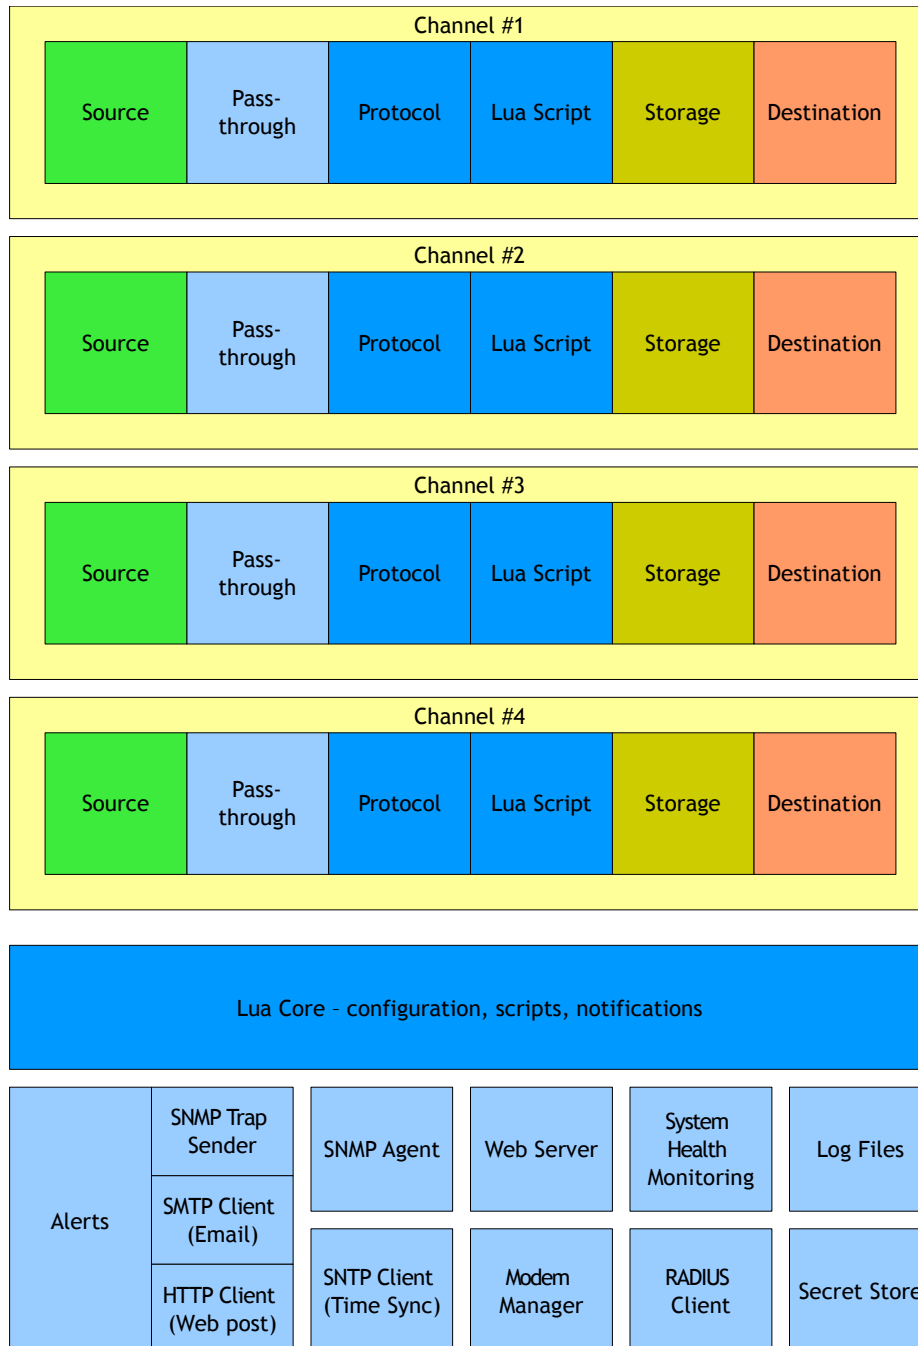 Channel #1
Source
Pass-
through
Protocol
Lua Script
Storage
Destination
Channel #2
Source
Pass-
through
Protocol
Lua Script
Storage
Destination
Channel #3
Source
Pass-
through
Protocol
Lua Script
Storage
Destination
Channel #4
Source
Pass-
through
Protocol
Lua Script
Storage
Destination
Lua Core – configuration, scripts, notifications
Alerts
SNMP Trap
Sender
SMTP Client
(Email)
HTTP Client
(Web post)
SNMP Agent
Web Server
System
Health
Monitoring
Log Files
SNTP Client
(Time Sync)
Modem
Manager
RADIUS
Client
Secret Store